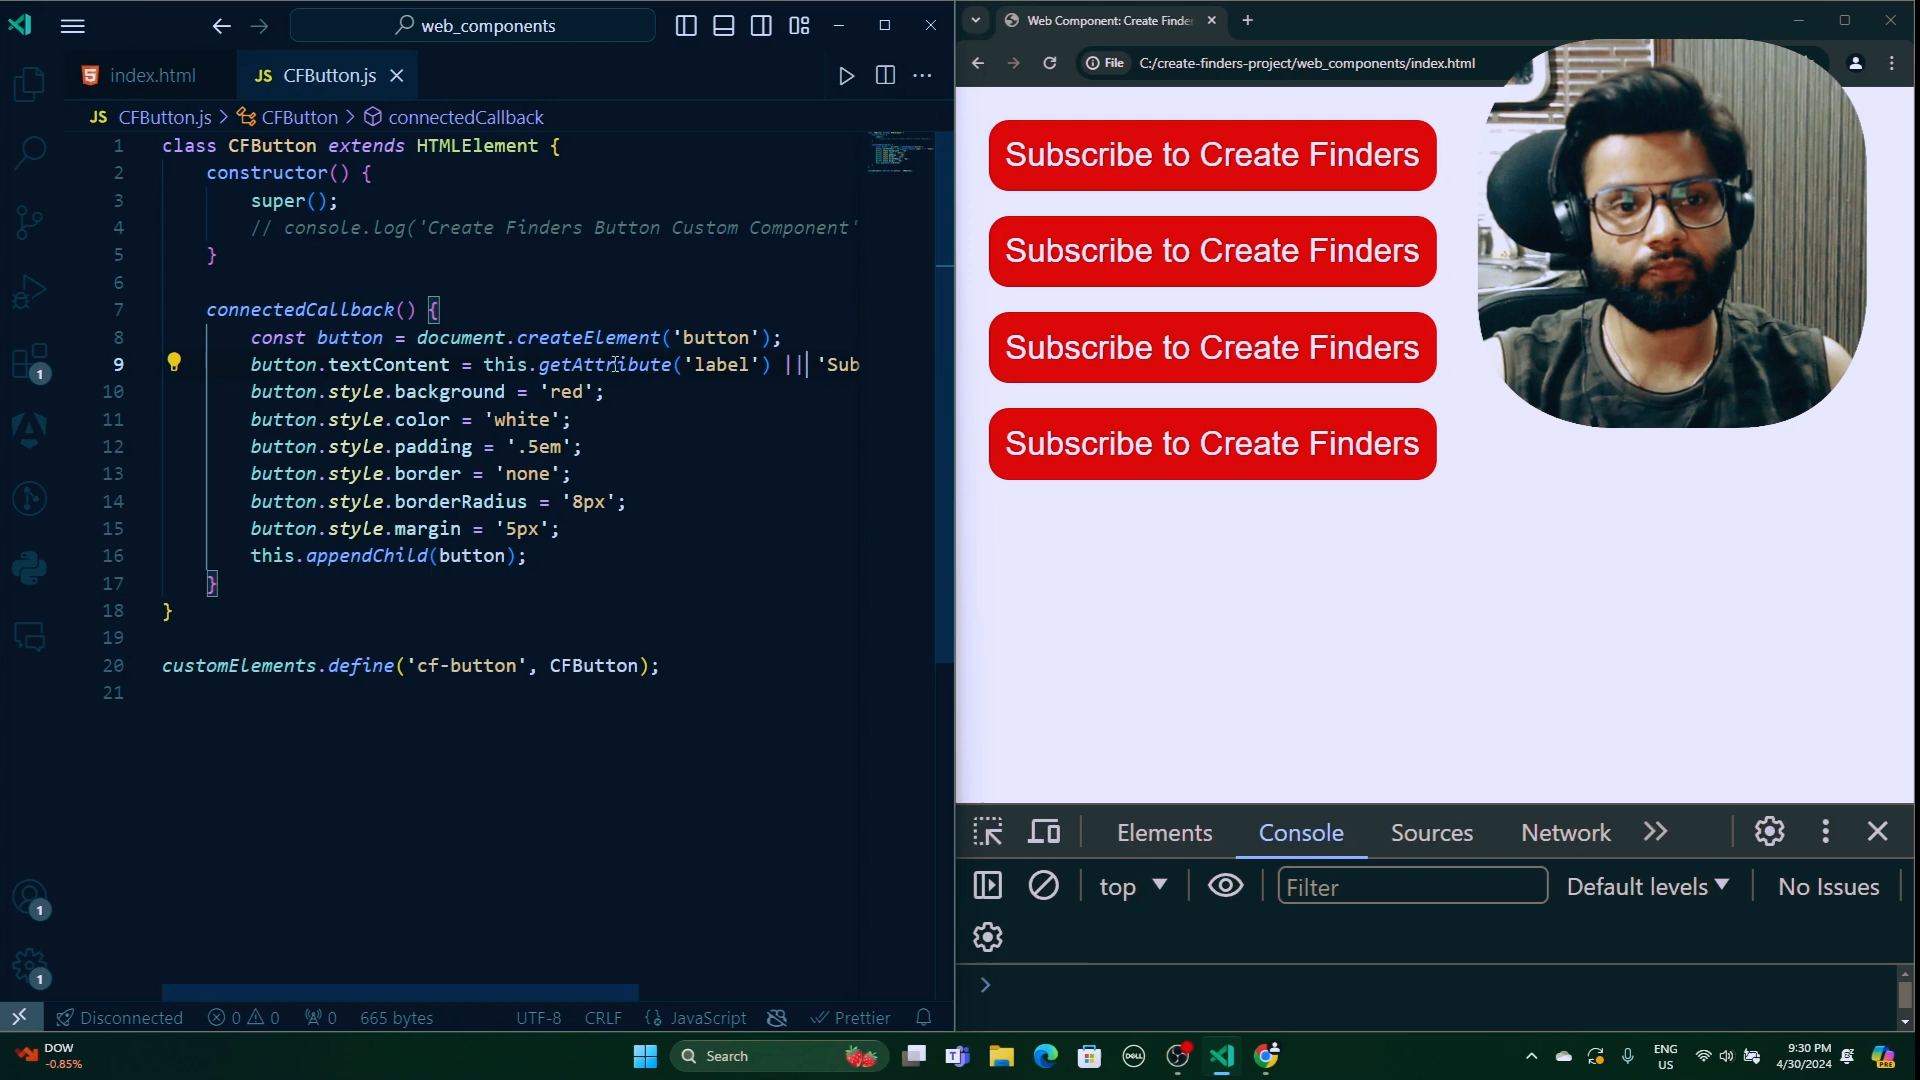 web_components
index.html
JS CFButton.js
JS CFButton.js > CFButton > connectedCallback
1 class CFButton extends HTMLElement {
2 constructor() {
3 super();
4 // console.log('Create Finders Button Custom Component'
5 }
6
7 connectedCallback() {
8 const button = document.createElement('button');
9 button.textContent = this.getAttribute('label') || 'Sub
10 button.style.background = 'red';
11 button.style.color = 'white';
12 button.style.padding = '.5em';
13 button.style.border = 'none';
14 button.style.borderRadius = '8px';
15 button.style.margin = '5px';
16 this.appendChild(button);
17 }
18 }
19
20 customElements.define('cf-button', CFButton);
21
1
1
1
Disconnected 0 0 0 665 bytes UTF-8 CRLF JavaScript Prettier
Web Component: Create Finde
File C:/create-finders-project/web_components/index.html
Subscribe to Create Finders
Subscribe to Create Finders
Subscribe to Create Finders
Subscribe to Create Finders
Elements Console Sources Network
top Filter Default levels No Issues
DOW
-0.85%
Search
DELL
PRE
ENG
US
9:30 PM
4/30/2024